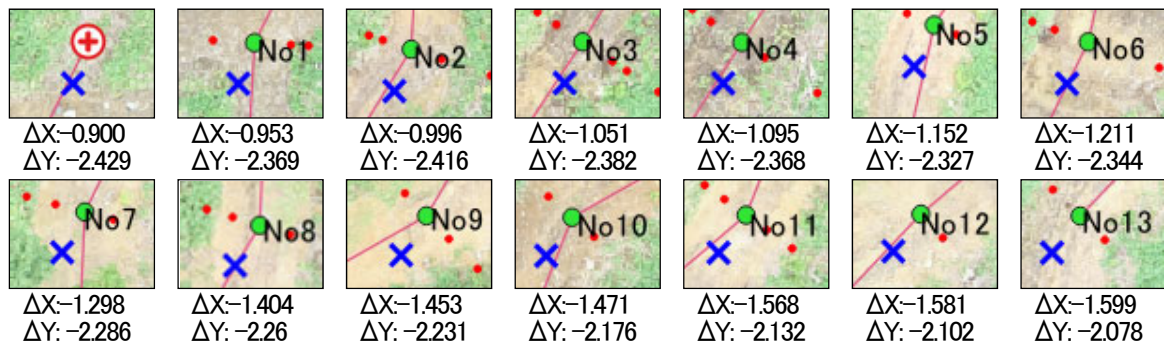 No1 No2 No3 No4 No5 No6
ΔX:-0.900 ΔX:-0.953 ΔX:-0.996 ΔX:-1.051 ΔX:-1.095 ΔX:-1.152 ΔX:-1.211
ΔY: -2.429 ΔY: -2.369 ΔY: -2.416 ΔY: -2.382 ΔY: -2.368 ΔY: -2.327 ΔY: -2.344
No7 No8 No9 No10 No11 No12 No13
ΔX:-1.298 ΔX:-1.404 ΔX:-1.453 ΔX:-1.471 ΔX:-1.568 ΔX:-1.581 ΔX:-1.599
ΔY: -2.286 ΔY: -2.26 ΔY: -2.231 ΔY: -2.176 ΔY: -2.132 ΔY: -2.102 ΔY: -2.078